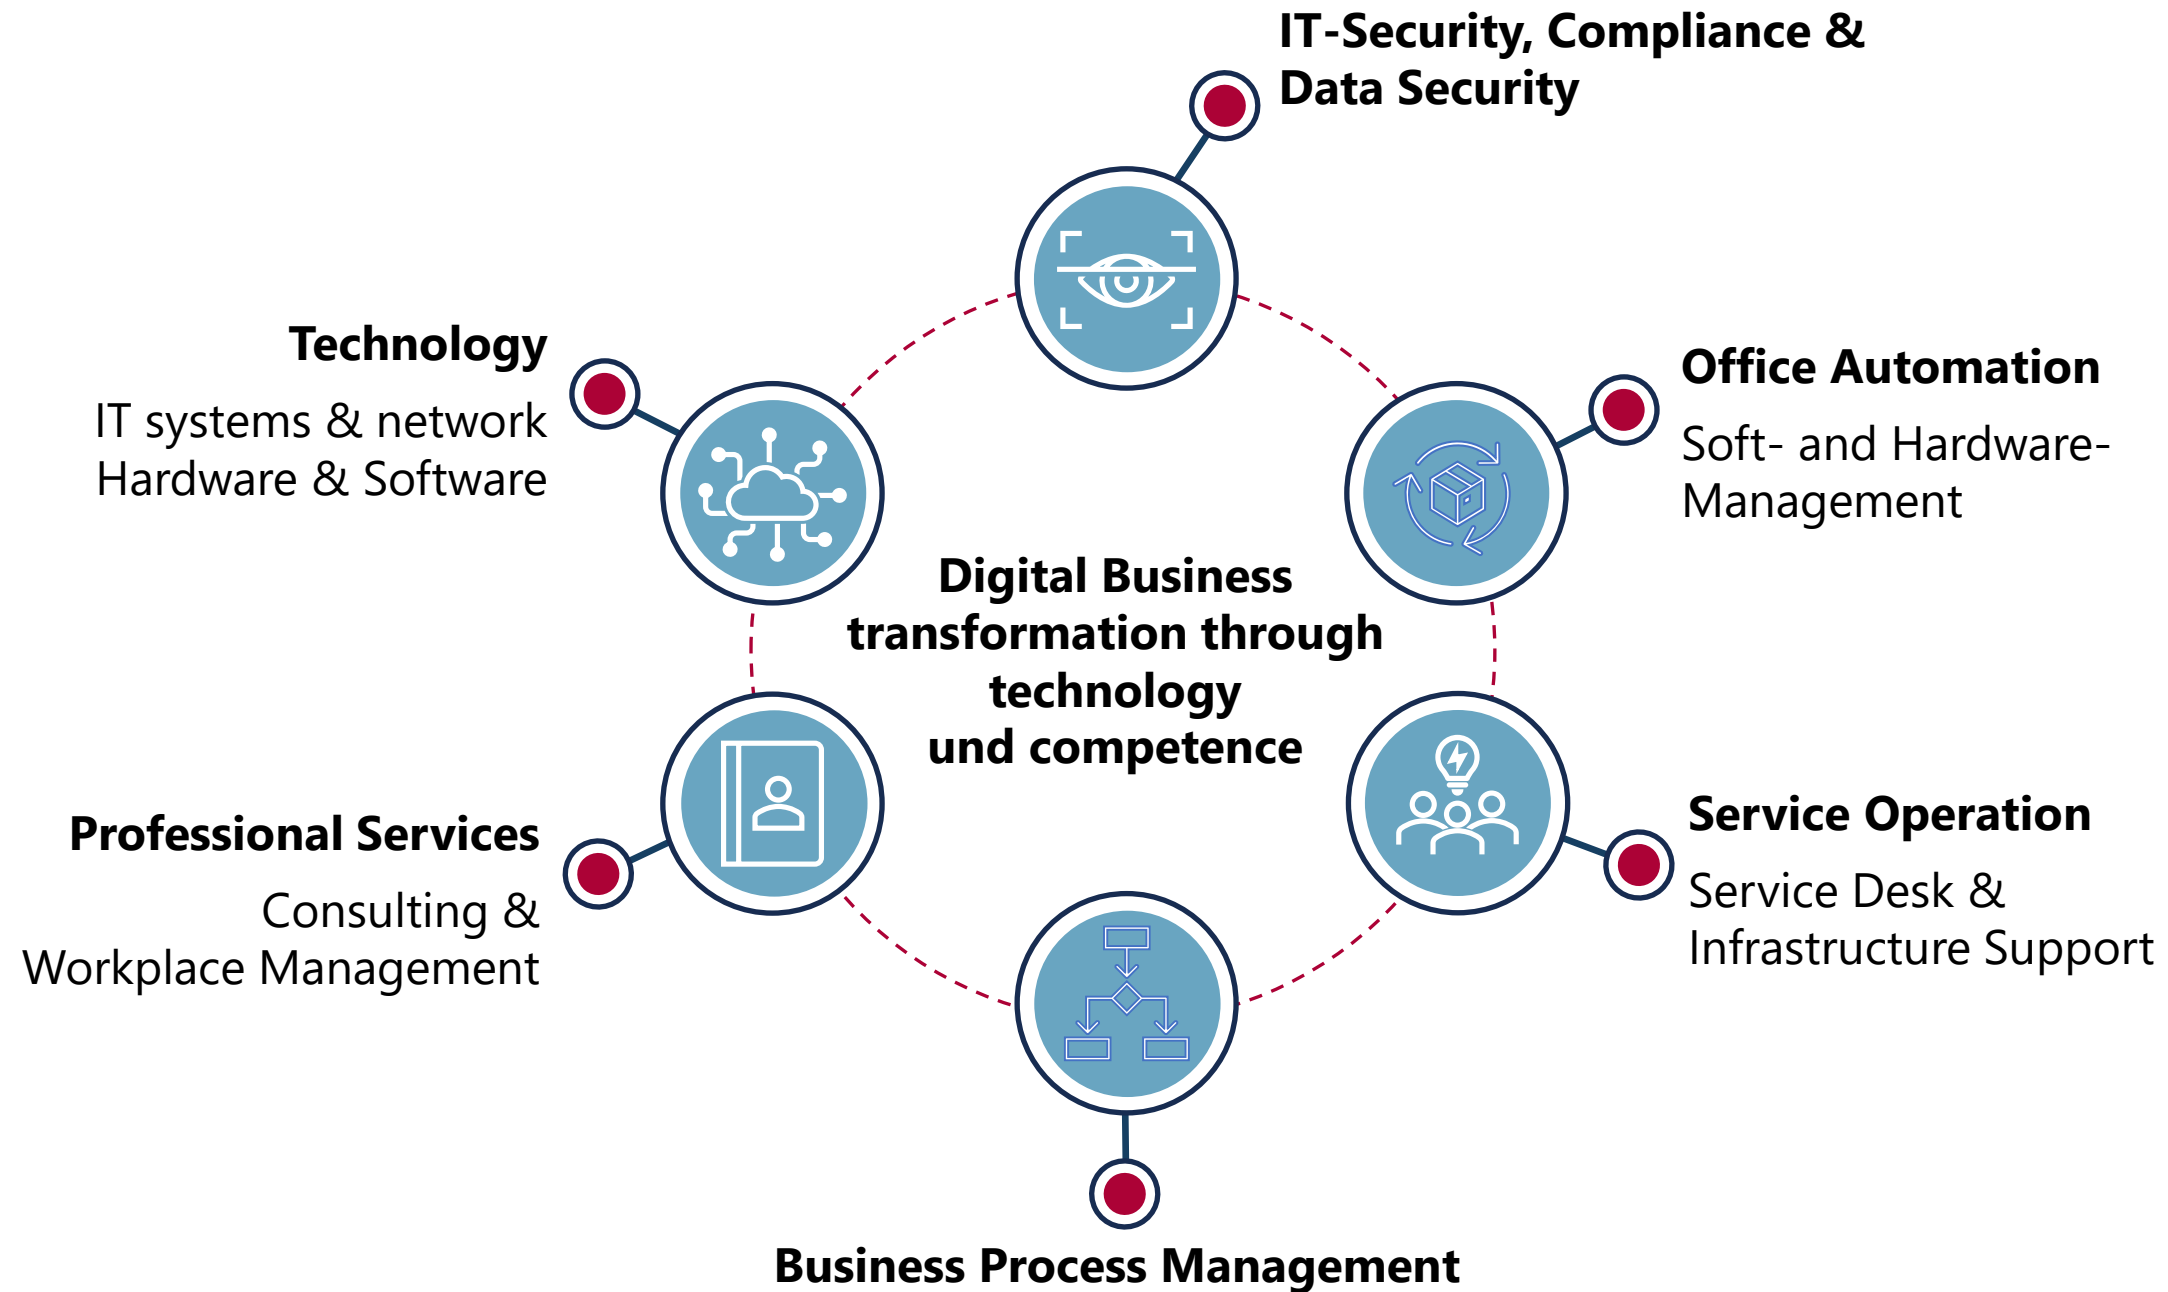 IT-Security, Compliance &
Data Security
Technology
IT systems & network
Hardware & Software
Office Automation
Soft- and Hardware-
Management
Digital Business
transformation through
technology
und competence
Professional Services
Consulting &
Workplace Management
Service Operation
Service Desk &
Infrastructure Support
Business Process Management